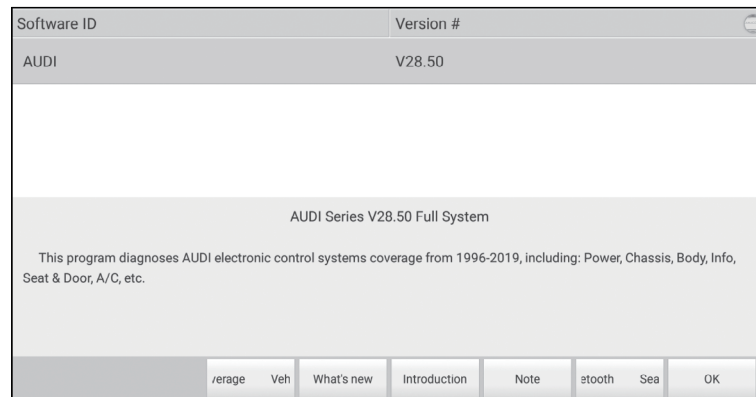 Software ID Version #
AUDI V28.50
AUDI Series V28.50 Full System
This program diagnoses AUDI electronic control systems coverage from 1996-2019, including: Power, Chassis, Body, Info,
Seat & Door, A/C, etc.
verage Veh What's new Introduction Note etooth Sea OK